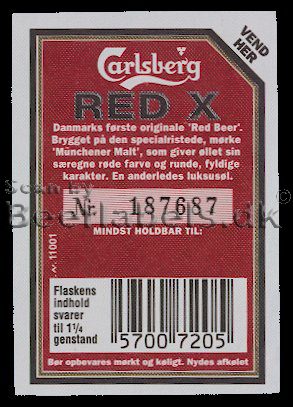 VEND
HER
Carlsberg
RED X
Danmarks første originale 'Red Beer'.
Brygget på den specialristede, mørke
'Münchener Malt', som giver øllet sin
særegne røde farve og runde, fyldige
karakter. En anderledes luksusøl.
Nr. 187687
MINDST HOLDBAR TIL:
Scan by
Beerlabels.dk ©
V.-nr. 11001
Flaskens
indhold
svarer
til 1¼
genstand
5700 7205
Bør opbevares mørkt og køligt. Nydes afkølet